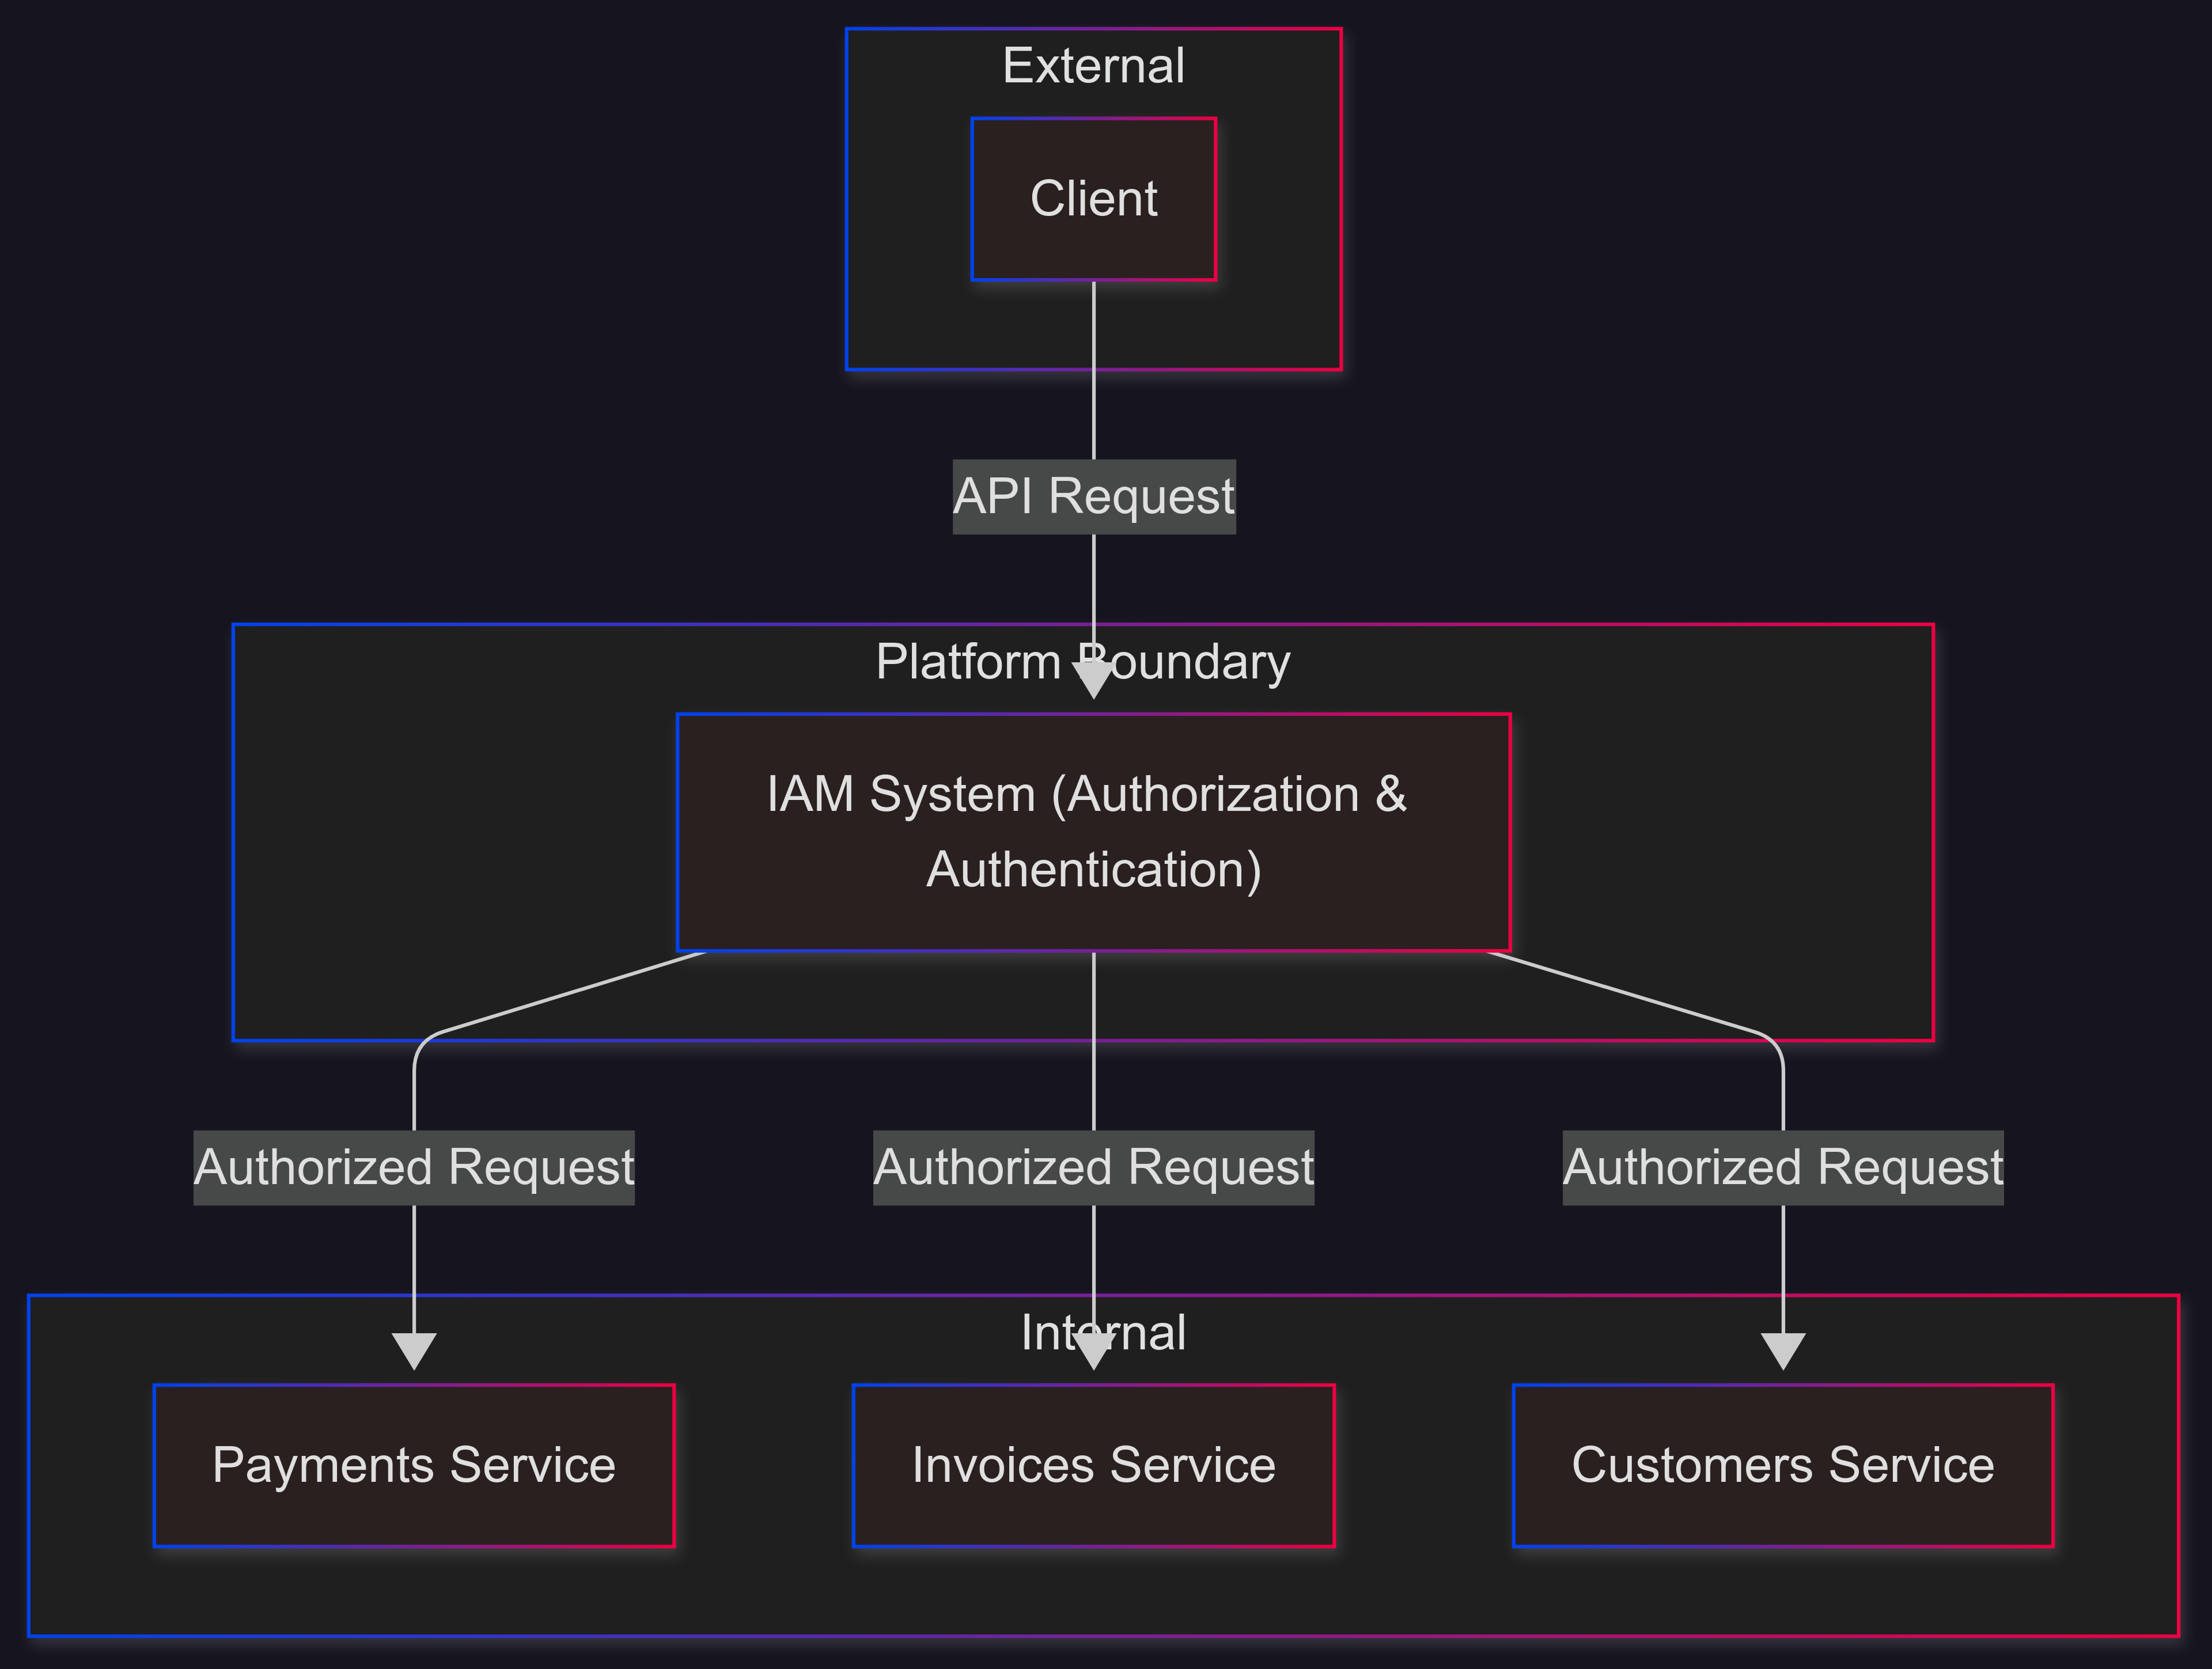 External
Client
API Request
Platform Boundary
IAM System (Authorization &
Authentication)
Authorized Request
Authorized Request
Authorized Request
Internal
Payments Service
Invoices Service
Customers Service